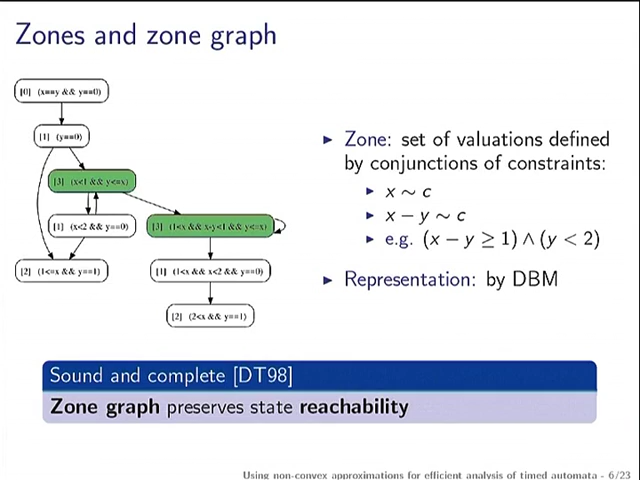 Zones and zone graph
[0] (x==y && y==0)
[1] (y==0)
[3] (x<1 && y<=x)
[1] (x<2 && y==0)
[3] (1<x && x-y<1 && y<=x)
[2] (1<=x && y==1)
[1] (1<x && x<2 && y==0)
[2] (2<x && y==1)
Zone: set of valuations defined
by conjunctions of constraints:
x ∼ c
x − y ∼ c
e.g. (x − y ≥ 1) ∧ (y < 2)
Representation: by DBM
Sound and complete [DT98]
Zone graph preserves state reachability
Using non-convex approximations for efficient analysis of timed automata - 6/23